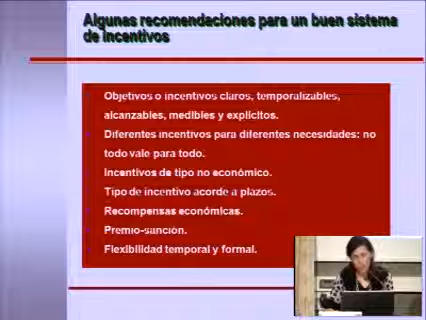 Algunas recomendaciones para un buen sistema
de incentivos
Objetivos o incentivos claros, temporalizables,
alcanzables, medibles y explícitos.
Diferentes incentivos para diferentes necesidades: no
todo vale para todo.
Incentivos de tipo no económico.
Tipo de incentivo acorde a plazos.
Recompensas económicas.
Premio-sanción.
Flexibilidad temporal y formal.